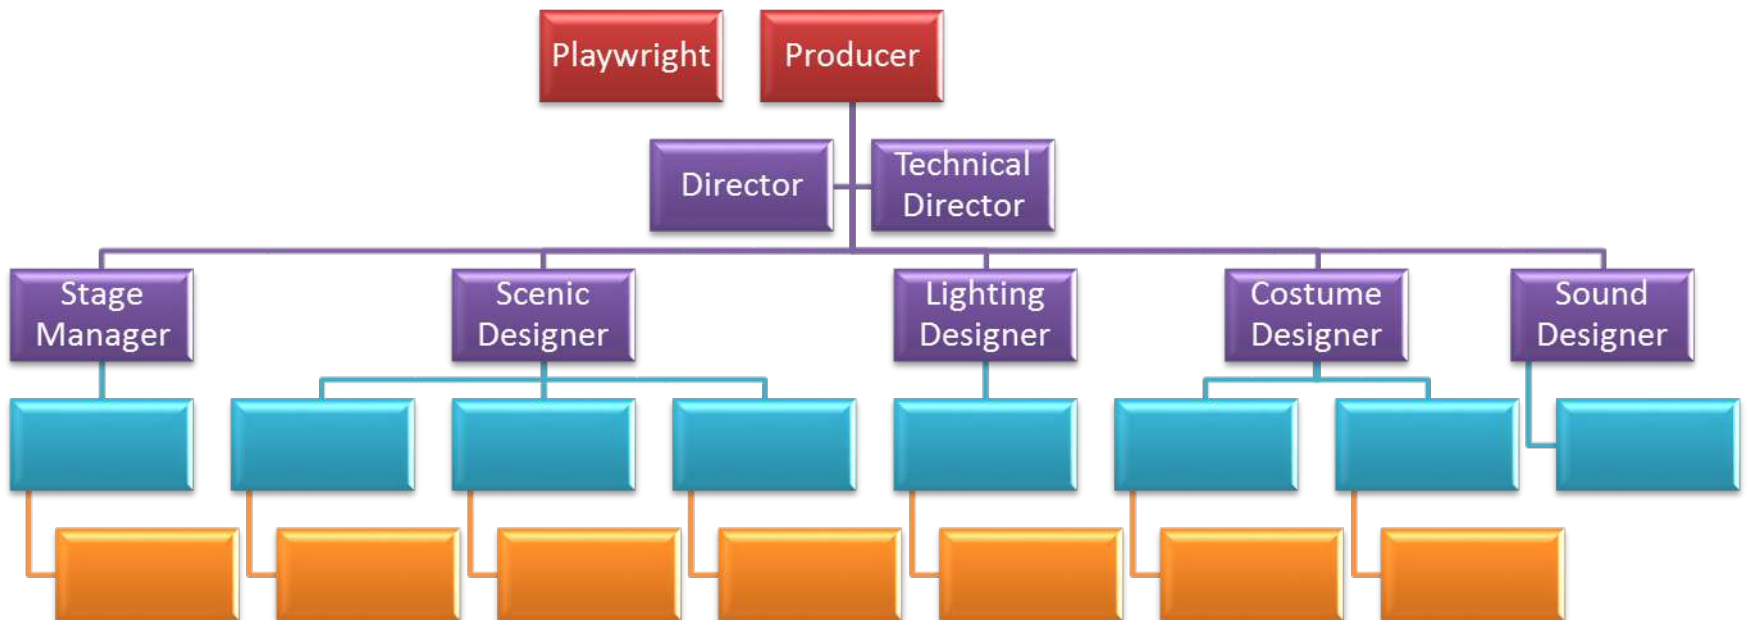 Playwright
Producer
Director
Technical
Director
Stage
Manager
Scenic
Designer
Lighting
Designer
Costume
Designer
Sound
Designer